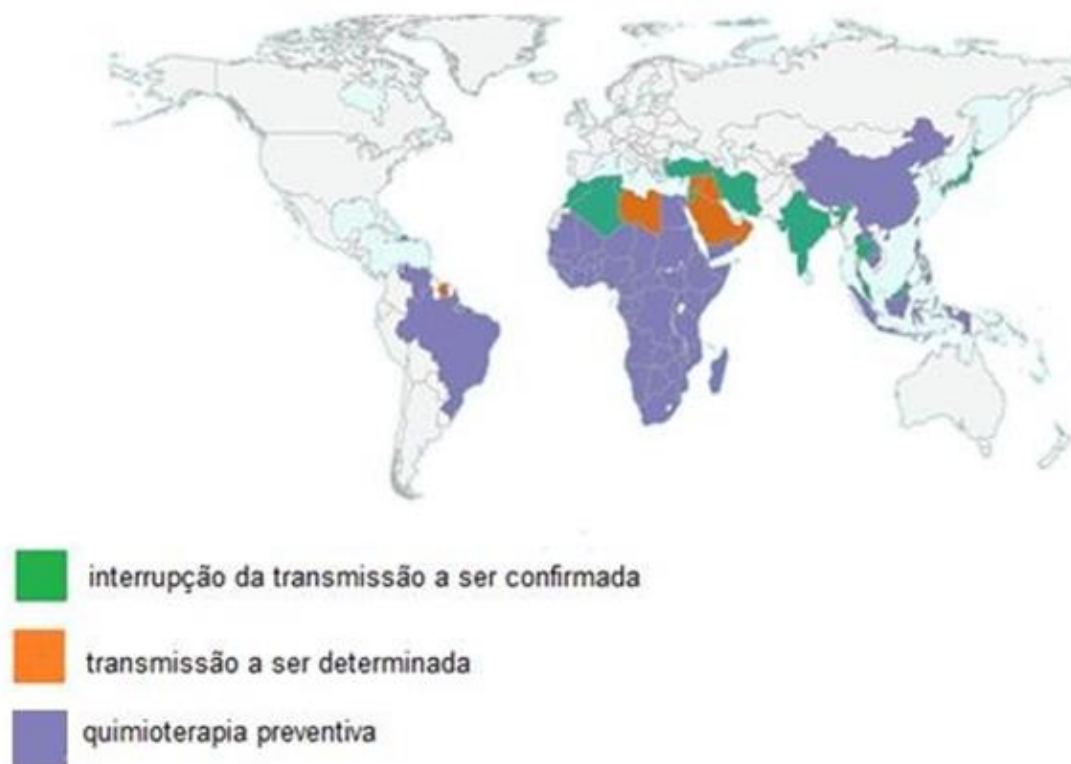 interrupção da transmissão a ser confirmada
transmissão a ser determinada
quimioterapia preventiva